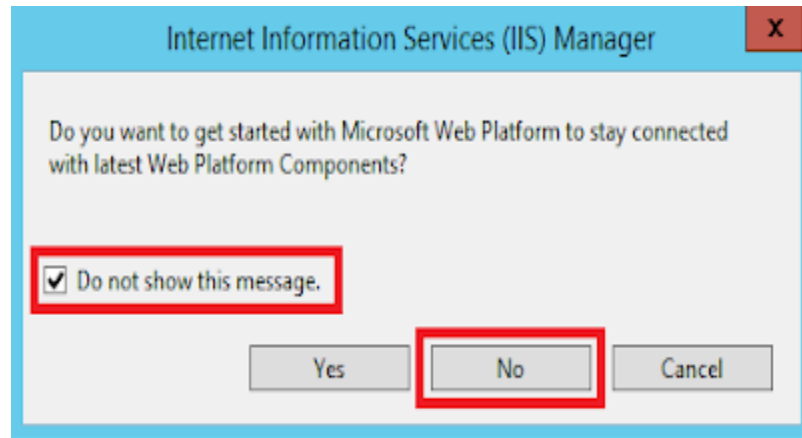 Internet Information Services (IIS) Manager
x
Do you want to get started with Microsoft Web Platform to stay connected
with latest Web Platform Components?
Do not show this message.
Yes No Cancel